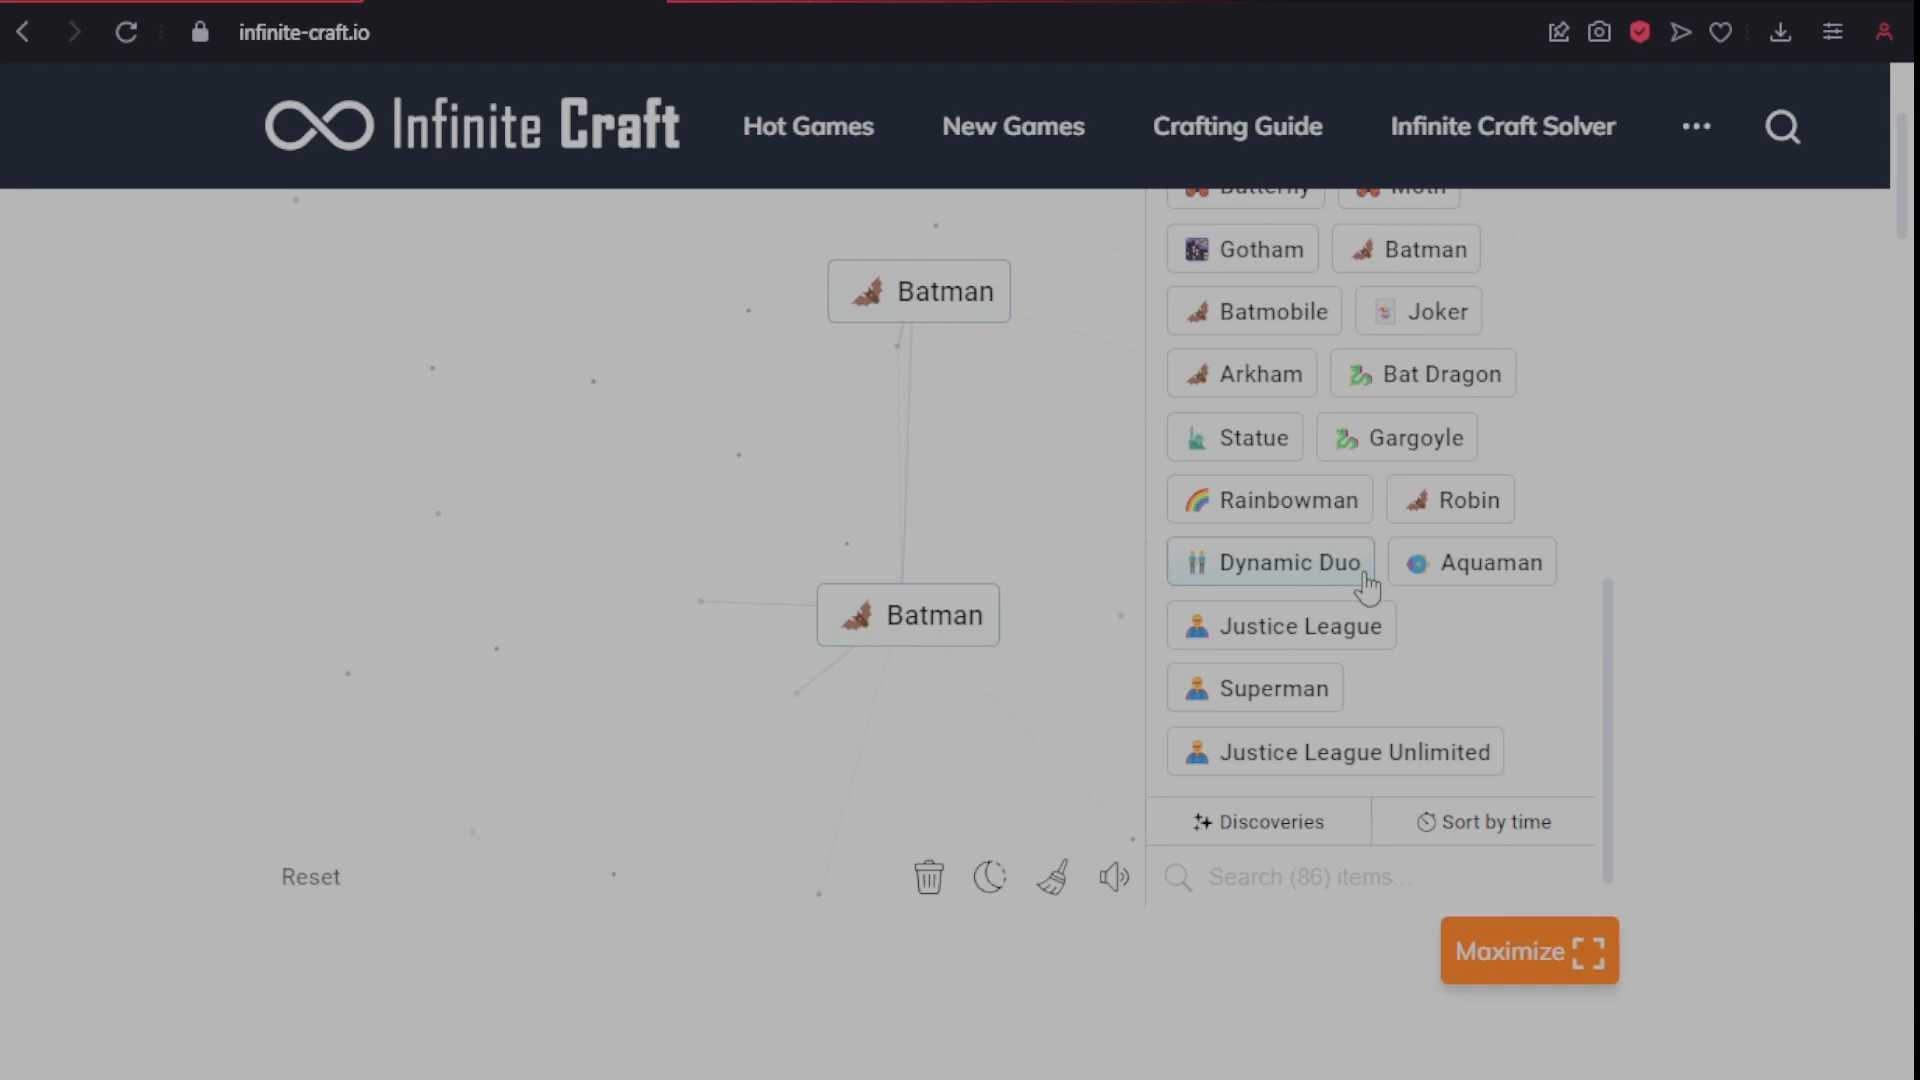 infinite-craft.io
Infinite Craft
Hot Games
New Games
Crafting Guide
Infinite Craft Solver
Butterfly
Moth
Gotham
Batman
Batmobile
Joker
Arkham
Bat Dragon
Statue
Gargoyle
Rainbowman
Robin
Dynamic Duo
Aquaman
Justice League
Superman
Justice League Unlimited
Batman
Batman
Discoveries
Sort by time
Reset
Search (86) items...
Maximize